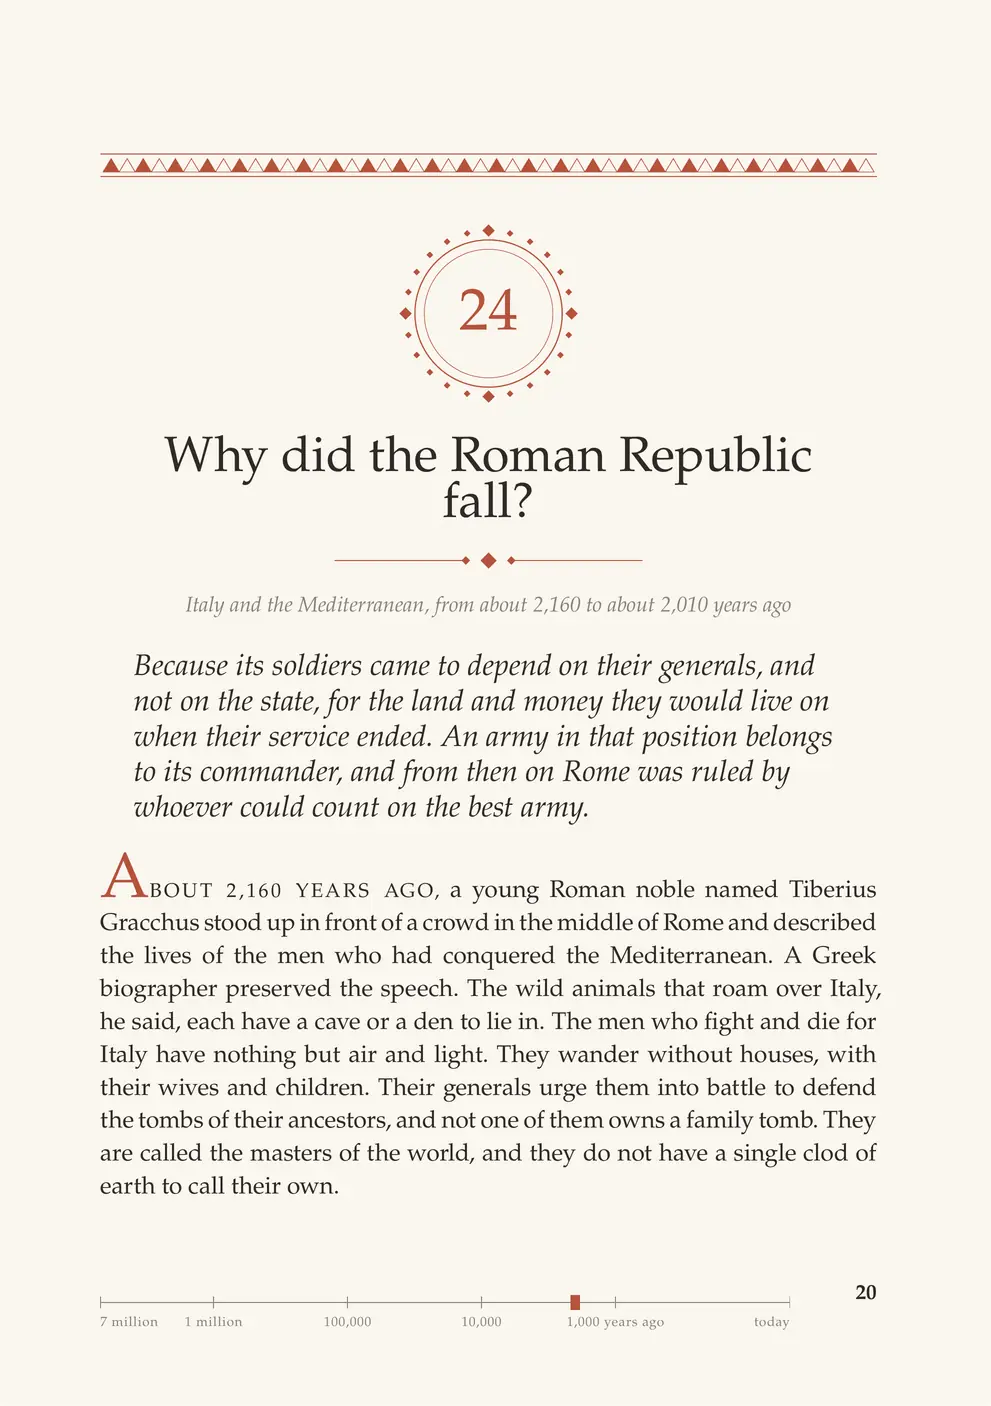 24
Why did the Roman Republic
fall?
Italy and the Mediterranean, from about 2,160 to about 2,010 years ago
Because its soldiers came to depend on their generals, and
not on the state, for the land and money they would live on
when their service ended. An army in that position belongs
to its commander, and from then on Rome was ruled by
whoever could count on the best army.
ABOUT 2,160 YEARS AGO, a young Roman noble named Tiberius
Gracchus stood up in front of a crowd in the middle of Rome and described
the lives of the men who had conquered the Mediterranean. A Greek
biographer preserved the speech. The wild animals that roam over Italy,
he said, each have a cave or a den to lie in. The men who fight and die for
Italy have nothing but air and light. They wander without houses, with
their wives and children. Their generals urge them into battle to defend
the tombs of their ancestors, and not one of them owns a family tomb. They
are called the masters of the world, and they do not have a single clod of
earth to call their own.
20
7 million 1 million 100,000 10,000 1,000 years ago today